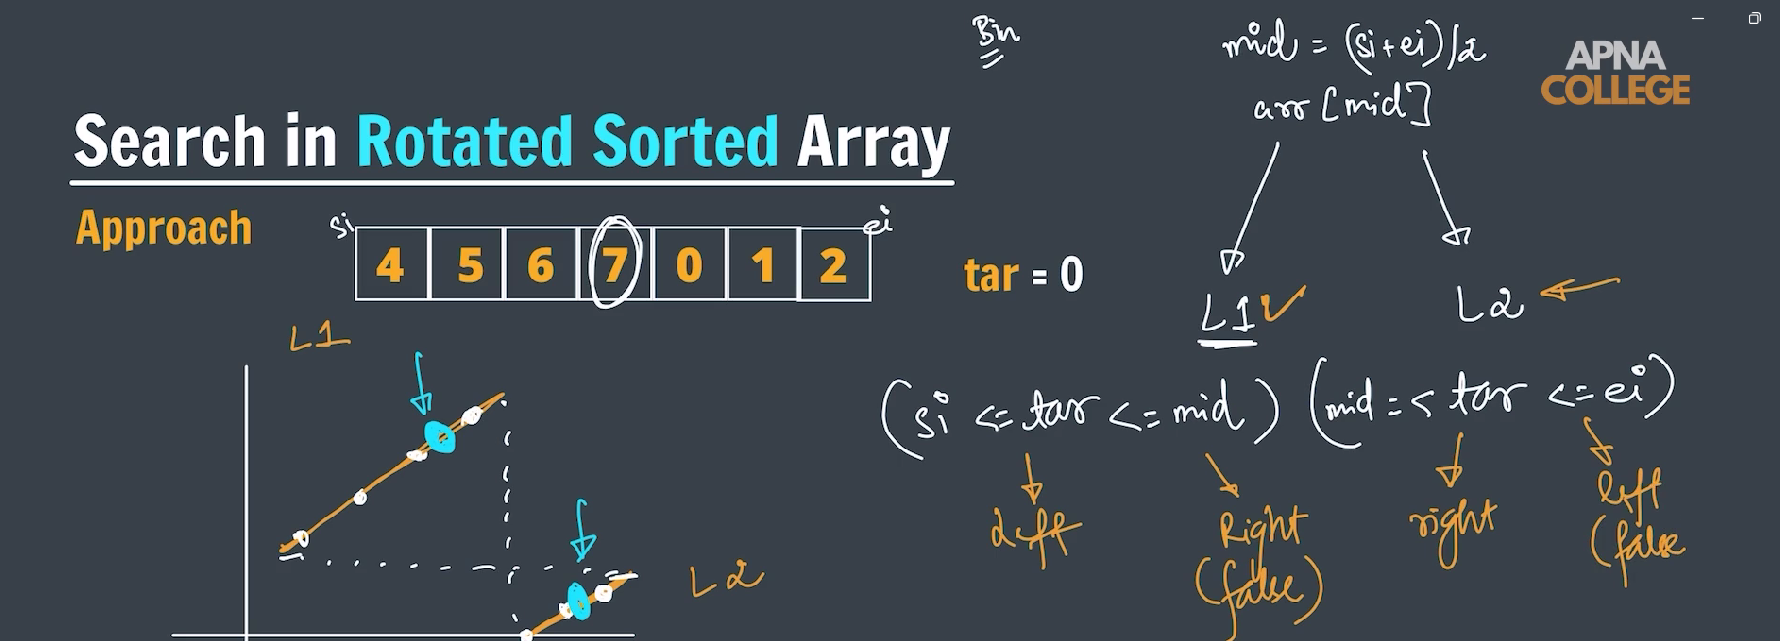 Bin
mid = (si+ei)/2
APNA
COLLEGE
arr [mid]
Search in Rotated Sorted Array
Approach
si
ei
4 5 6 7 0 1 2
tar = 0
L1
L2
L1
(si <= tar <= mid) (mid =< tar <= ei)
left
Right
(false)
right
left
(false
L2